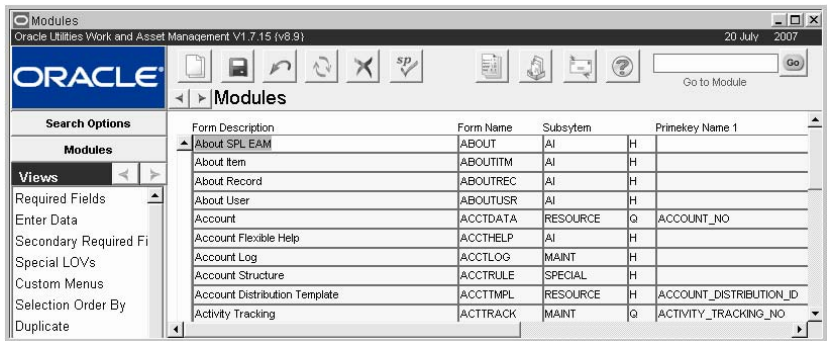 Modules
Oracle Utilities Work and Asset Management V1.7.15 (v8.9) 20 July 2007
ORACLE
sp
Go
Go to Module
Modules
Search Options
Modules
Views
Required Fields
Enter Data
Secondary Required Fi
Special LOVs
Custom Menus
Selection Order By
Duplicate
Form Description Form Name Subsytem Primekey Name 1
About SPL EAM ABOUT AI H
About Item ABOUTITM AI H
About Record ABOUTREC AI H
About User ABOUTUSR AI H
Account ACCTDATA RESOURCE Q ACCOUNT_NO
Account Flexible Help ACCTHELP AI H
Account Log ACCTLOG MAINT H
Account Structure ACCTRULE SPECIAL H
Account Distribution Template ACCTTMPL RESOURCE H ACCOUNT_DISTRIBUTION_ID
Activity Tracking ACTTRACK MAINT Q ACTIVITY_TRACKING_NO